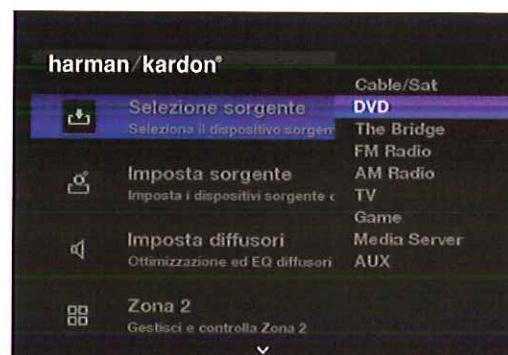 harman/kardon®
Selezione sorgente
Seleziona il dispositivo sorgen
Imposta sorgente
Imposta i dispositivi sorgente c
Imposta diffusori
Ottimizzazione ed EQ diffusori
Zona 2
Gestisci e controlla Zona 2
Cable/Sat
DVD
The Bridge
FM Radio
AM Radio
TV
Game
Media Server
AUX